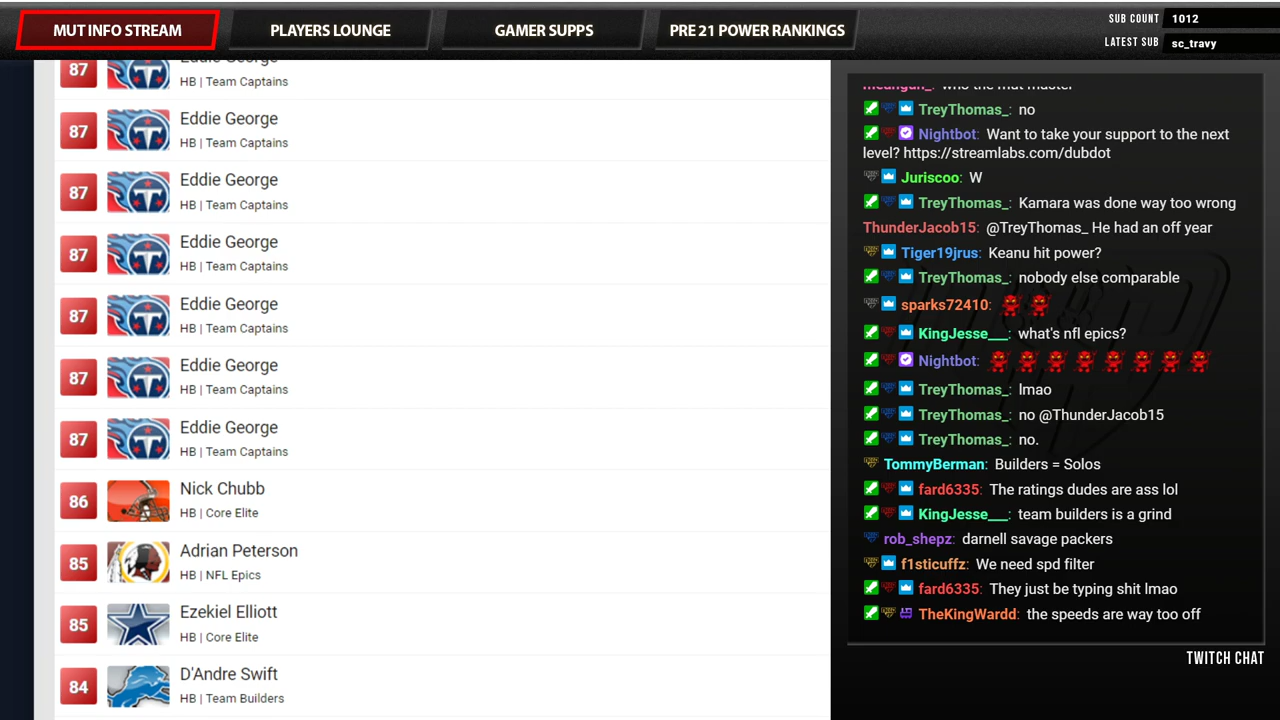 MUT INFO STREAM
PLAYERS LOUNGE
GAMER SUPPS
PRE 21 POWER RANKINGS
SUB COUNT 1012
LATEST SUB sc_travy
87 Eddie George
HB | Team Captains
87 Eddie George
HB | Team Captains
87 Eddie George
HB | Team Captains
87 Eddie George
HB | Team Captains
87 Eddie George
HB | Team Captains
87 Eddie George
HB | Team Captains
87 Eddie George
HB | Team Captains
86 Nick Chubb
HB | Core Elite
85 Adrian Peterson
HB | NFL Epics
85 Ezekiel Elliott
HB | Core Elite
84 D'Andre Swift
HB | Team Builders
TreyThomas_: no
Nightbot: Want to take your support to the next
level? https://streamlabs.com/dubdot
Juriscoo: W
TreyThomas_: Kamara was done way too wrong
ThunderJacob15: @TreyThomas_ He had an off year
Tiger19jrus: Keanu hit power?
TreyThomas_: nobody else comparable
sparks72410:
KingJesse___: what's nfl epics?
Nightbot:
TreyThomas_: lmao
TreyThomas_: no @ThunderJacob15
TreyThomas_: no.
TommyBerman: Builders = Solos
fard6335: The ratings dudes are ass lol
KingJesse___: team builders is a grind
rob_shepz: darnell savage packers
f1sticuffz: We need spd filter
fard6335: They just be typing shit lmao
TheKingWardd: the speeds are way too off
TWITCH CHAT